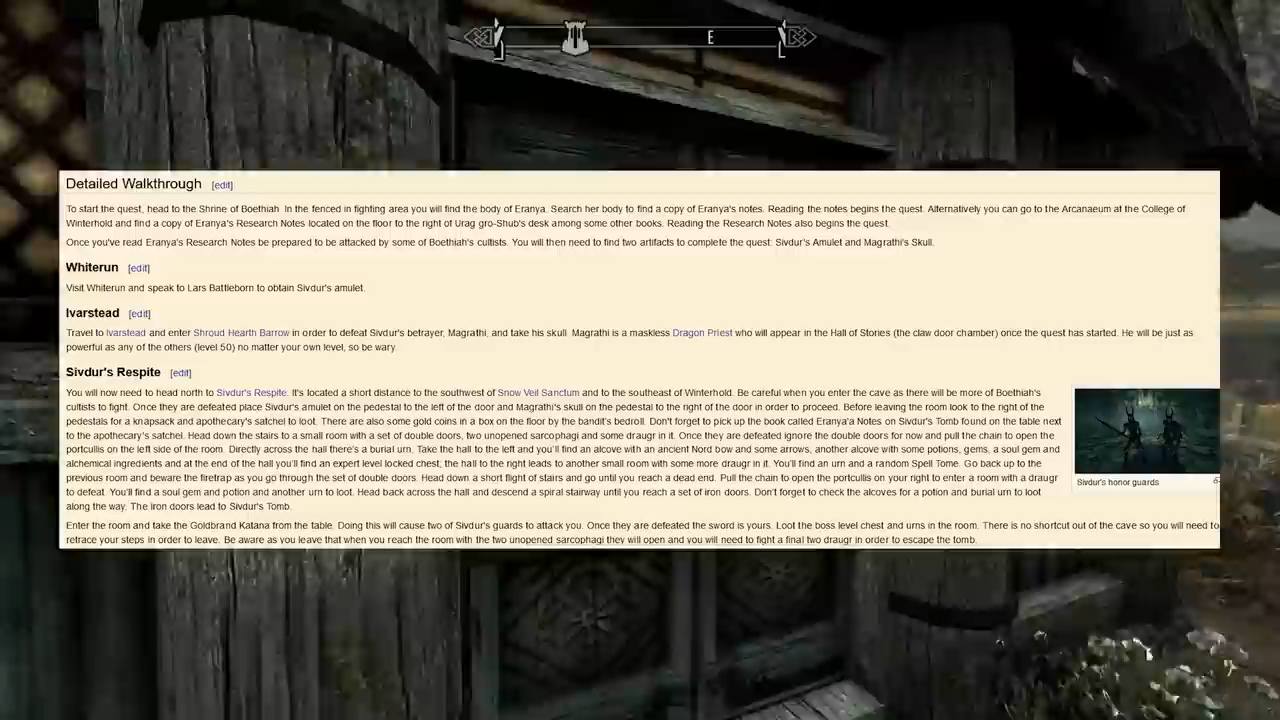 E
Detailed Walkthrough [edit]
To start the quest, head to the Shrine of Boethiah. In the fenced in fighting area you will find the body of Eranya. Search her body to find a copy of Eranya's notes. Reading the notes begins the quest. Alternatively you can go to the Arcanaeum at the College of
Winterhold and find a copy of Eranya's Research Notes located on the floor to the right of Urag gro-Shub's desk among some other books. Reading the Research Notes also begins the quest.
Once you've read Eranya's Research Notes be prepared to be attacked by some of Boethiah's cultists. You will then need to find two artifacts to complete the quest: Sivdur's Amulet and Magrathi's Skull.
Whiterun [edit]
Visit Whiterun and speak to Lars Battleborn to obtain Sivdur's amulet.
Ivarstead [edit]
Travel to Ivarstead and enter Shroud Hearth Barrow in order to defeat Sivdur's betrayer, Magrathi, and take his skull. Magrathi is a maskless Dragon Priest who will appear in the Hall of Stories (the claw door chamber) once the quest has started. He will be just as
powerful as any of the others (level 50) no matter your own level, so be wary.
Sivdur's Respite [edit]
You will now need to head north to Sivdur's Respite. It's located a short distance to the southwest of Snow Veil Sanctum and to the southeast of Winterhold. Be careful when you enter the cave as there will be more of Boethiah's
cultists to fight. Once they are defeated place Sivdur's amulet on the pedestal to the left of the door and Magrathi's skull on the pedestal to the right of the door in order to proceed. Before leaving the room look to the right of the
pedestals for a knapsack and apothecary's satchel to loot. There are also some gold coins in a box on the floor by the bandit's bedroll. Don't forget to pick up the book called Eranya'a Notes on Sivdur's Tomb found on the table next
to the apothecary's satchel. Head down the stairs to a small room with a set of double doors, two unopened sarcophagi and some draugr in it. Once they are defeated ignore the double doors for now and pull the chain to open the
portcullis on the left side of the room. Directly across the hall there's a burial urn. Take the hall to the left and you'll find an alcove with an ancient Nord bow and some arrows, another alcove with some potions, gems, a soul gem and
alchemical ingredients and at the end of the hall you'll find an expert level locked chest; the hall to the right leads to another small room with some more draugr in it. You'll find an urn and a random Spell Tome. Go back up to the
previous room and beware the firetrap as you go through the set of double doors. Head down a short flight of stairs and go until you reach a dead end. Pull the chain to open the portcullis on your right to enter a room with a draugr
to defeat. You'll find a soul gem and potion and another urn to loot. Head back across the hall and descend a spiral stairway until you reach a set of iron doors. Don't forget to check the alcoves for a potion and burial urn to loot
along the way. The iron doors lead to Sivdur's Tomb.
Sivdur's honor guards
Enter the room and take the Goldbrand Katana from the table. Doing this will cause two of Sivdur's guards to attack you. Once they are defeated the sword is yours. Loot the boss level chest and urns in the room. There is no shortcut out of the cave so you will need to
retrace your steps in order to leave. Be aware as you leave that when you reach the room with the two unopened sarcophagi they will open and you will need to fight a final two draugr in order to escape the tomb.